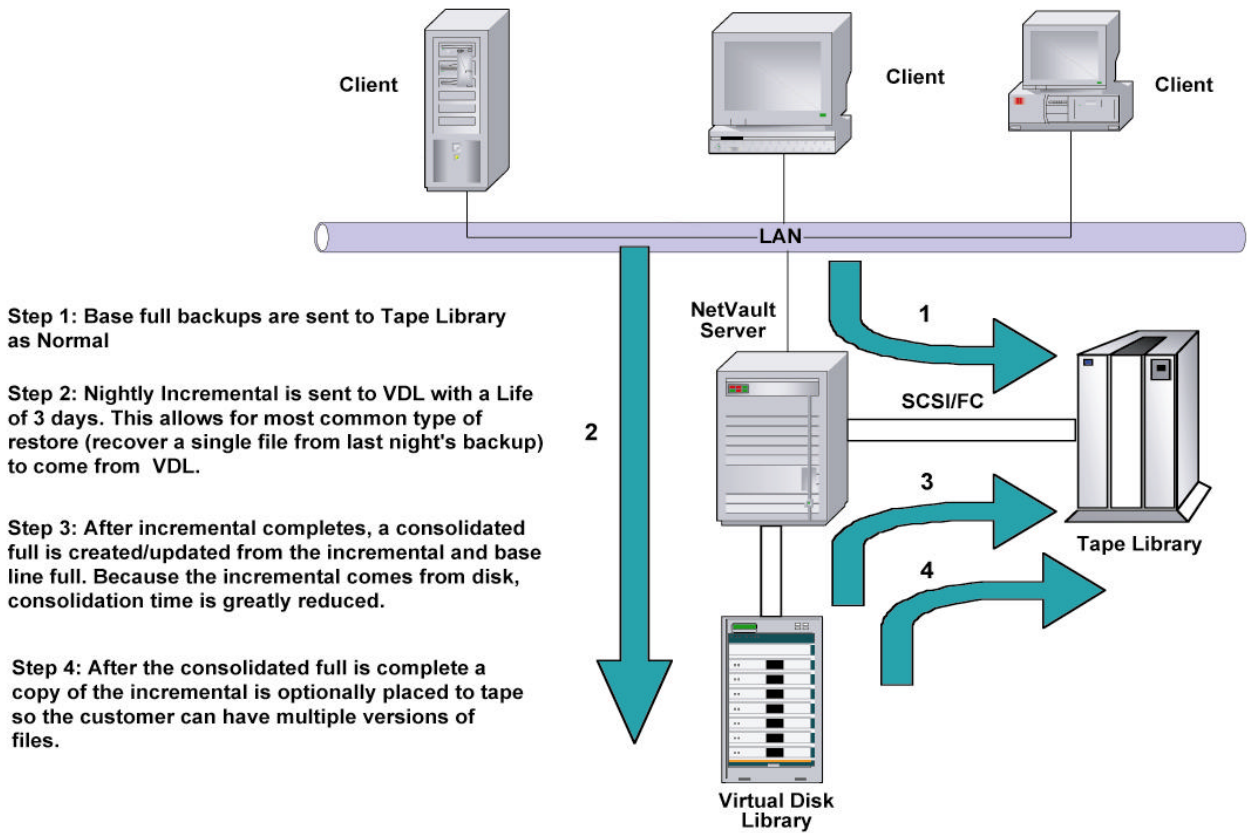 Client
Client
Client
LAN
NetVault
Server
1
Step 1: Base full backups are sent to Tape Library
as Normal
Step 2: Nightly Incremental is sent to VDL with a Life
of 3 days. This allows for most common type of
restore (recover a single file from last night's backup)
to come from VDL.
2
SCSI/FC
3
Step 3: After incremental completes, a consolidated
full is created/updated from the incremental and base
line full. Because the incremental comes from disk,
consolidation time is greatly reduced.
Tape Library
4
Step 4: After the consolidated full is complete a
copy of the incremental is optionally placed to tape
so the customer can have multiple versions of
files.
Virtual Disk
Library